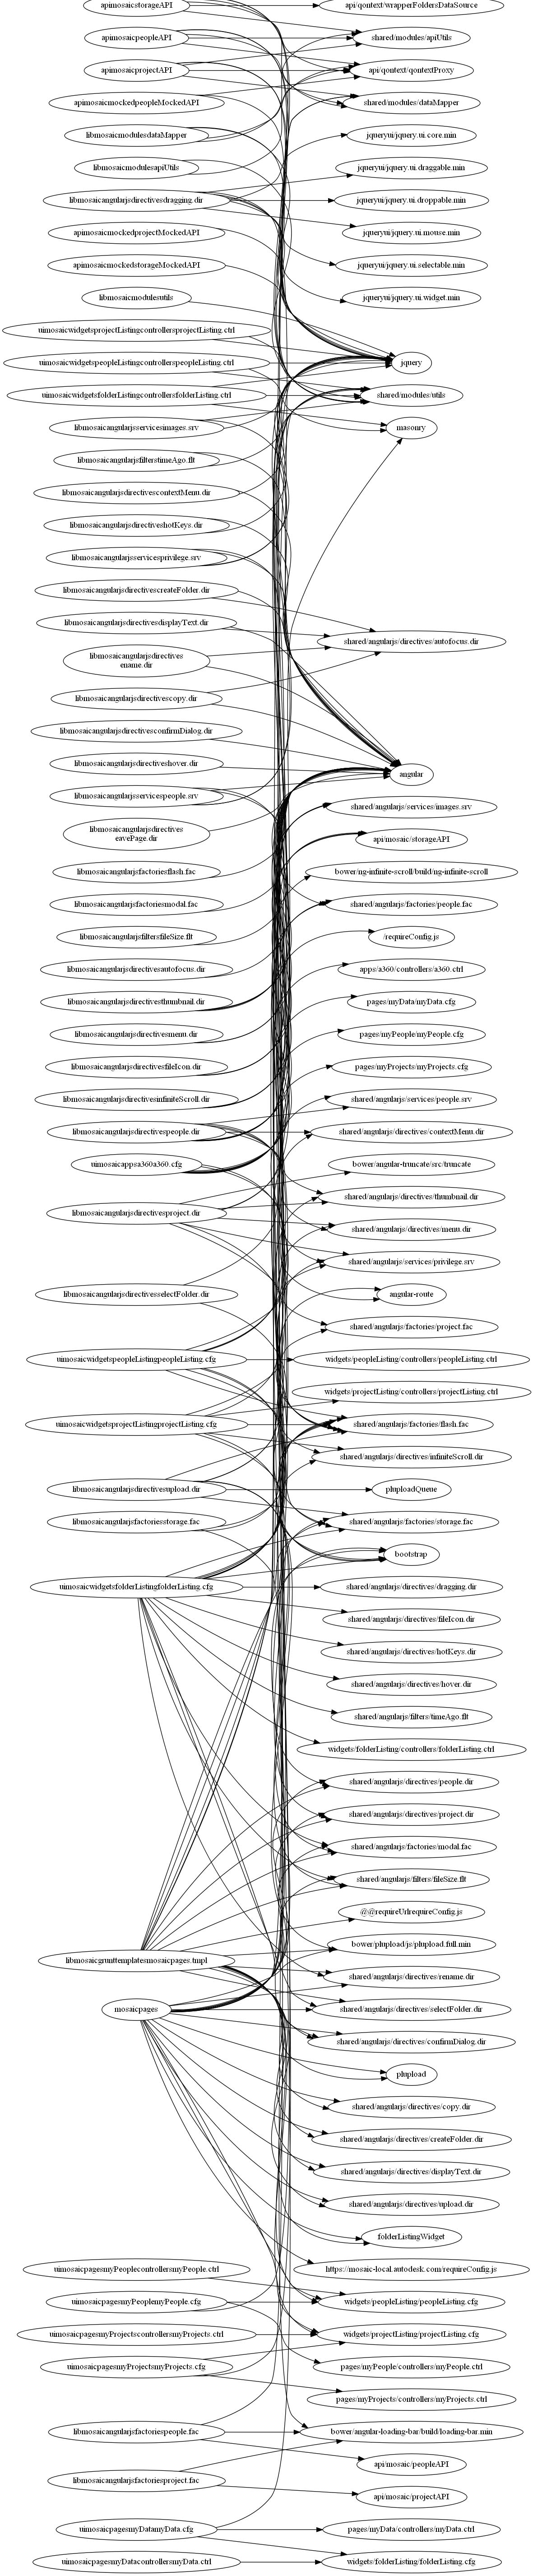 apimosaicstorageAPI
api/qontext/wrapperFoldersDataSource
apimosaicpeopleAPI
shared/modules/apiUtils
apimosaicprojectAPI
api/qontext/qontextProxy
apimosaicmockedpeopleMockedAPI
shared/modules/dataMapper
libmosaicmodulesdataMapper
jqueryui/jquery.ui.core.min
libmosaicmodulesapiUtils
jqueryui/jquery.ui.draggable.min
libmosaicangularjsdirectivesdragging.dir
jqueryui/jquery.ui.droppable.min
apimosaicmockedprojectMockedAPI
jqueryui/jquery.ui.mouse.min
apimosaicmockedstorageMockedAPI
jqueryui/jquery.ui.selectable.min
libmosaicmodulesutils
jqueryui/jquery.ui.widget.min
uimosaicwidgetsprojectListingcontrollersprojectListing.ctrl
uimosaicwidgetspeopleListingcontrollerspeopleListing.ctrl
jquery
uimosaicwidgetsfolderListingcontrollersfolderListing.ctrl
shared/modules/utils
libmosaicangularjsservicesimages.srv
masonry
libmosaicangularjsfilterstimeAgo.flt
libmosaicangularjsdirectivescontextMenu.dir
libmosaicangularjsdirectiveshotKeys.dir
libmosaicangularjsservicesprivilege.srv
libmosaicangularjsdirectivescreateFolder.dir
libmosaicangularjsdirectivesdisplayText.dir
shared/angularjs/directives/autofocus.dir
libmosaicangularjsdirectives
ename.dir
libmosaicangularjsdirectivescopy.dir
libmosaicangularjsdirectivesconfirmDialog.dir
libmosaicangularjsdirectiveshover.dir
angular
libmosaicangularjsservicespeople.srv
shared/angularjs/services/images.srv
libmosaicangularjsdirectives
eavePage.dir
api/mosaic/storageAPI
libmosaicangularjsfactoriesflash.fac
bower/ng-infinite-scroll/build/ng-infinite-scroll
libmosaicangularjsfactoriesmodal.fac
shared/angularjs/factories/people.fac
libmosaicangularjsfiltersfileSize.flt
/requireConfig.js
libmosaicangularjsdirectivesautofocus.dir
apps/a360/controllers/a360.ctrl
libmosaicangularjsdirectivesthumbnail.dir
pages/myData/myData.cfg
libmosaicangularjsdirectivesmenu.dir
pages/myPeople/myPeople.cfg
libmosaicangularjsdirectivesfileIcon.dir
pages/myProjects/myProjects.cfg
libmosaicangularjsdirectivesinfiniteScroll.dir
shared/angularjs/services/people.srv
libmosaicangularjsdirectivespeople.dir
shared/angularjs/directives/contextMenu.dir
uimosaicappsa360a360.cfg
bower/angular-truncate/src/truncate
shared/angularjs/directives/thumbnail.dir
libmosaicangularjsdirectivesproject.dir
shared/angularjs/directives/menu.dir
shared/angularjs/services/privilege.srv
libmosaicangularjsdirectivesselectFolder.dir
angular-route
shared/angularjs/factories/project.fac
uimosaicwidgetspeopleListingpeopleListing.cfg
widgets/peopleListing/controllers/peopleListing.ctrl
widgets/projectListing/controllers/projectListing.ctrl
uimosaicwidgetsprojectListingprojectListing.cfg
shared/angularjs/factories/flash.fac
shared/angularjs/directives/infiniteScroll.dir
libmosaicangularjsdirectivesupload.dir
pluploadQueue
libmosaicangularjsfactoriesstorage.fac
shared/angularjs/factories/storage.fac
bootstrap
uimosaicwidgetsfolderListingfolderListing.cfg
shared/angularjs/directives/dragging.dir
shared/angularjs/directives/fileIcon.dir
shared/angularjs/directives/hotKeys.dir
shared/angularjs/directives/hover.dir
shared/angularjs/filters/timeAgo.flt
widgets/folderListing/controllers/folderListing.ctrl
shared/angularjs/directives/people.dir
shared/angularjs/directives/project.dir
shared/angularjs/factories/modal.fac
shared/angularjs/filters/fileSize.flt
@@requireUrlrequireConfig.js
bower/plupload/js/plupload.full.min
libmosaicgrunttemplatesmosaicpages.tmpl
shared/angularjs/directives/rename.dir
mosaicpages
shared/angularjs/directives/selectFolder.dir
shared/angularjs/directives/confirmDialog.dir
plupload
shared/angularjs/directives/copy.dir
shared/angularjs/directives/createFolder.dir
shared/angularjs/directives/displayText.dir
shared/angularjs/directives/upload.dir
folderListingWidget
uimosaicpagesmyPeoplecontrollersmyPeople.ctrl
https://mosaic-local.autodesk.com/requireConfig.js
uimosaicpagesmyPeoplemyPeople.cfg
widgets/peopleListing/peopleListing.cfg
uimosaicpagesmyProjectscontrollersmyProjects.ctrl
widgets/projectListing/projectListing.cfg
uimosaicpagesmyProjectsmyProjects.cfg
pages/myPeople/controllers/myPeople.ctrl
pages/myProjects/controllers/myProjects.ctrl
libmosaicangularjsfactoriespeople.fac
bower/angular-loading-bar/build/loading-bar.min
api/mosaic/peopleAPI
libmosaicangularjsfactoriesproject.fac
api/mosaic/projectAPI
uimosaicpagesmyDatamyData.cfg
pages/myData/controllers/myData.ctrl
uimosaicpagesmyDatacontrollersmyData.ctrl
widgets/folderListing/folderListing.cfg